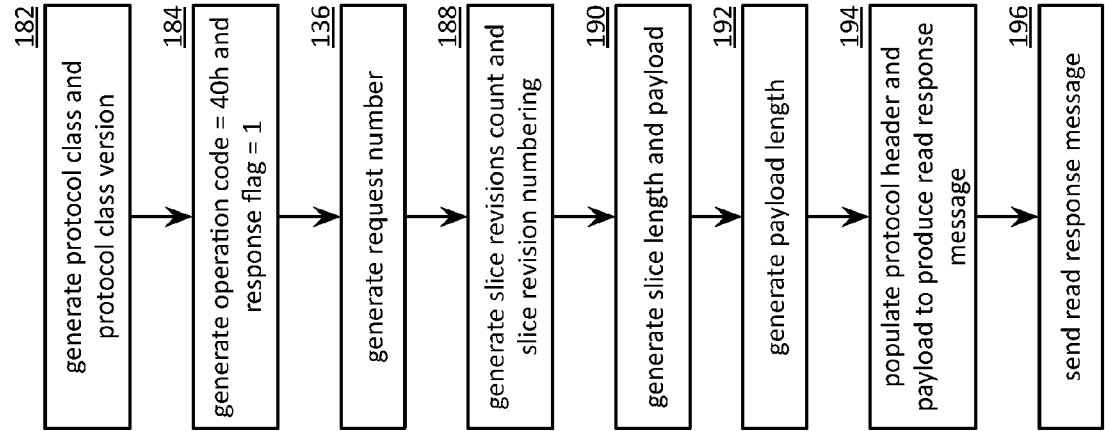 182
generate protocol class and
protocol class version
184
generate operation code = 40h and
response flag = 1
136
generate request number
188
generate slice revisions count and
slice revision numbering
190
generate slice length and payload
192
generate payload length
194
populate protocol header and
payload to produce read response
message
196
send read response message